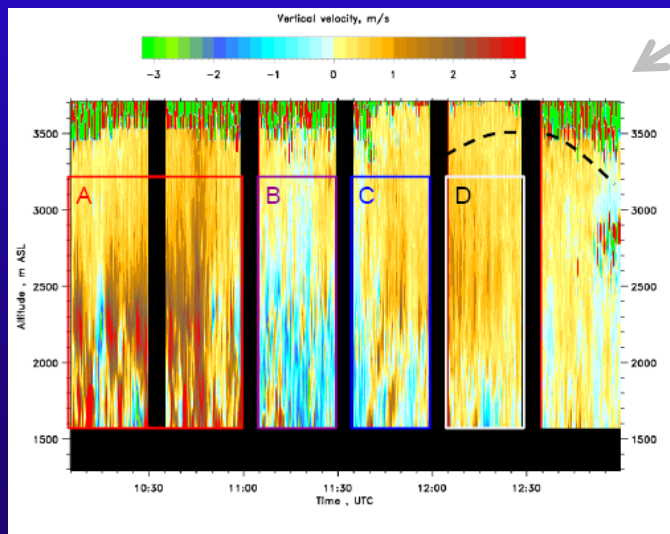 Vertical velocity, m/s
-3 -2 -1 0 1 2 3
3500 3500
A B C D
3000 3000
Altitude , m ASL
2500 2500
2000 2000
1500 1500
10:30 11:00 11:30 12:00 12:30
Time , UTC